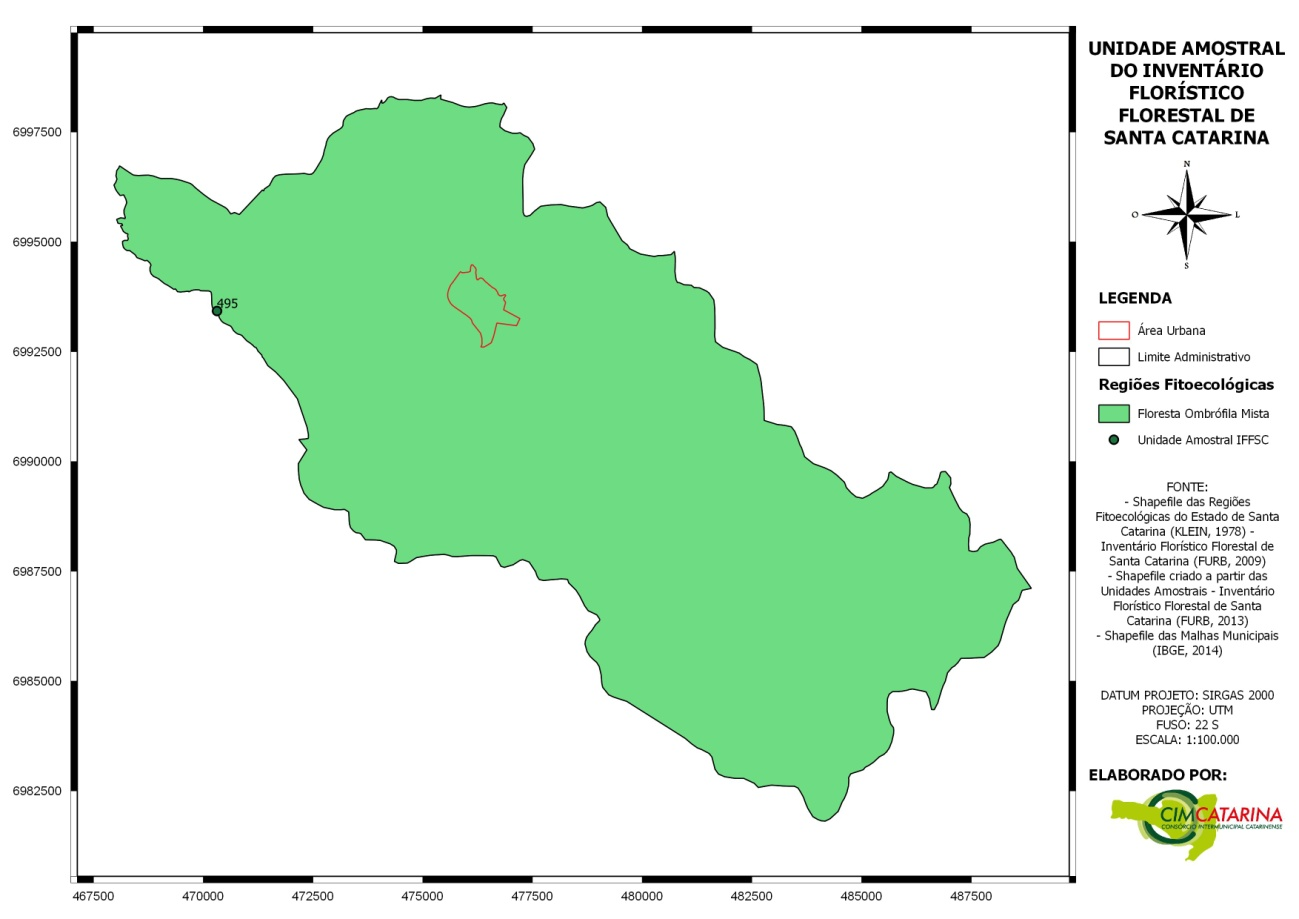 UNIDADE AMOSTRAL
DO INVENTÁRIO
FLORÍSTICO
FLORESTAL DE
SANTA CATARINA
N
O
L
S
LEGENDA
Área Urbana
Limite Administrativo
Regiões Fitoecológicas
Floresta Ombrófila Mista
Unidade Amostral IFFSC
FONTE:
- Shapefile das Regiões
Fitoecológicas do Estado de Santa
Catarina (KLEIN, 1978) -
Inventário Florístico Florestal de
Santa Catarina (FURB, 2009)
- Shapefile criado a partir das
Unidades Amostrais - Inventário
Florístico Florestal de Santa
Catarina (FURB, 2013)
- Shapefile das Malhas Municipais
(IBGE, 2014)
DATUM PROJETO: SIRGAS 2000
PROJEÇÃO: UTM
FUSO: 22 S
ESCALA: 1:100.000
ELABORADO POR:
CIMCATARINA
CONSÓRCIO INTERMUNICIPAL CATARINENSE
6997500
6995000
6992500
6990000
6987500
6985000
6982500
495
467500
470000
472500
475000
477500
480000
482500
485000
487500